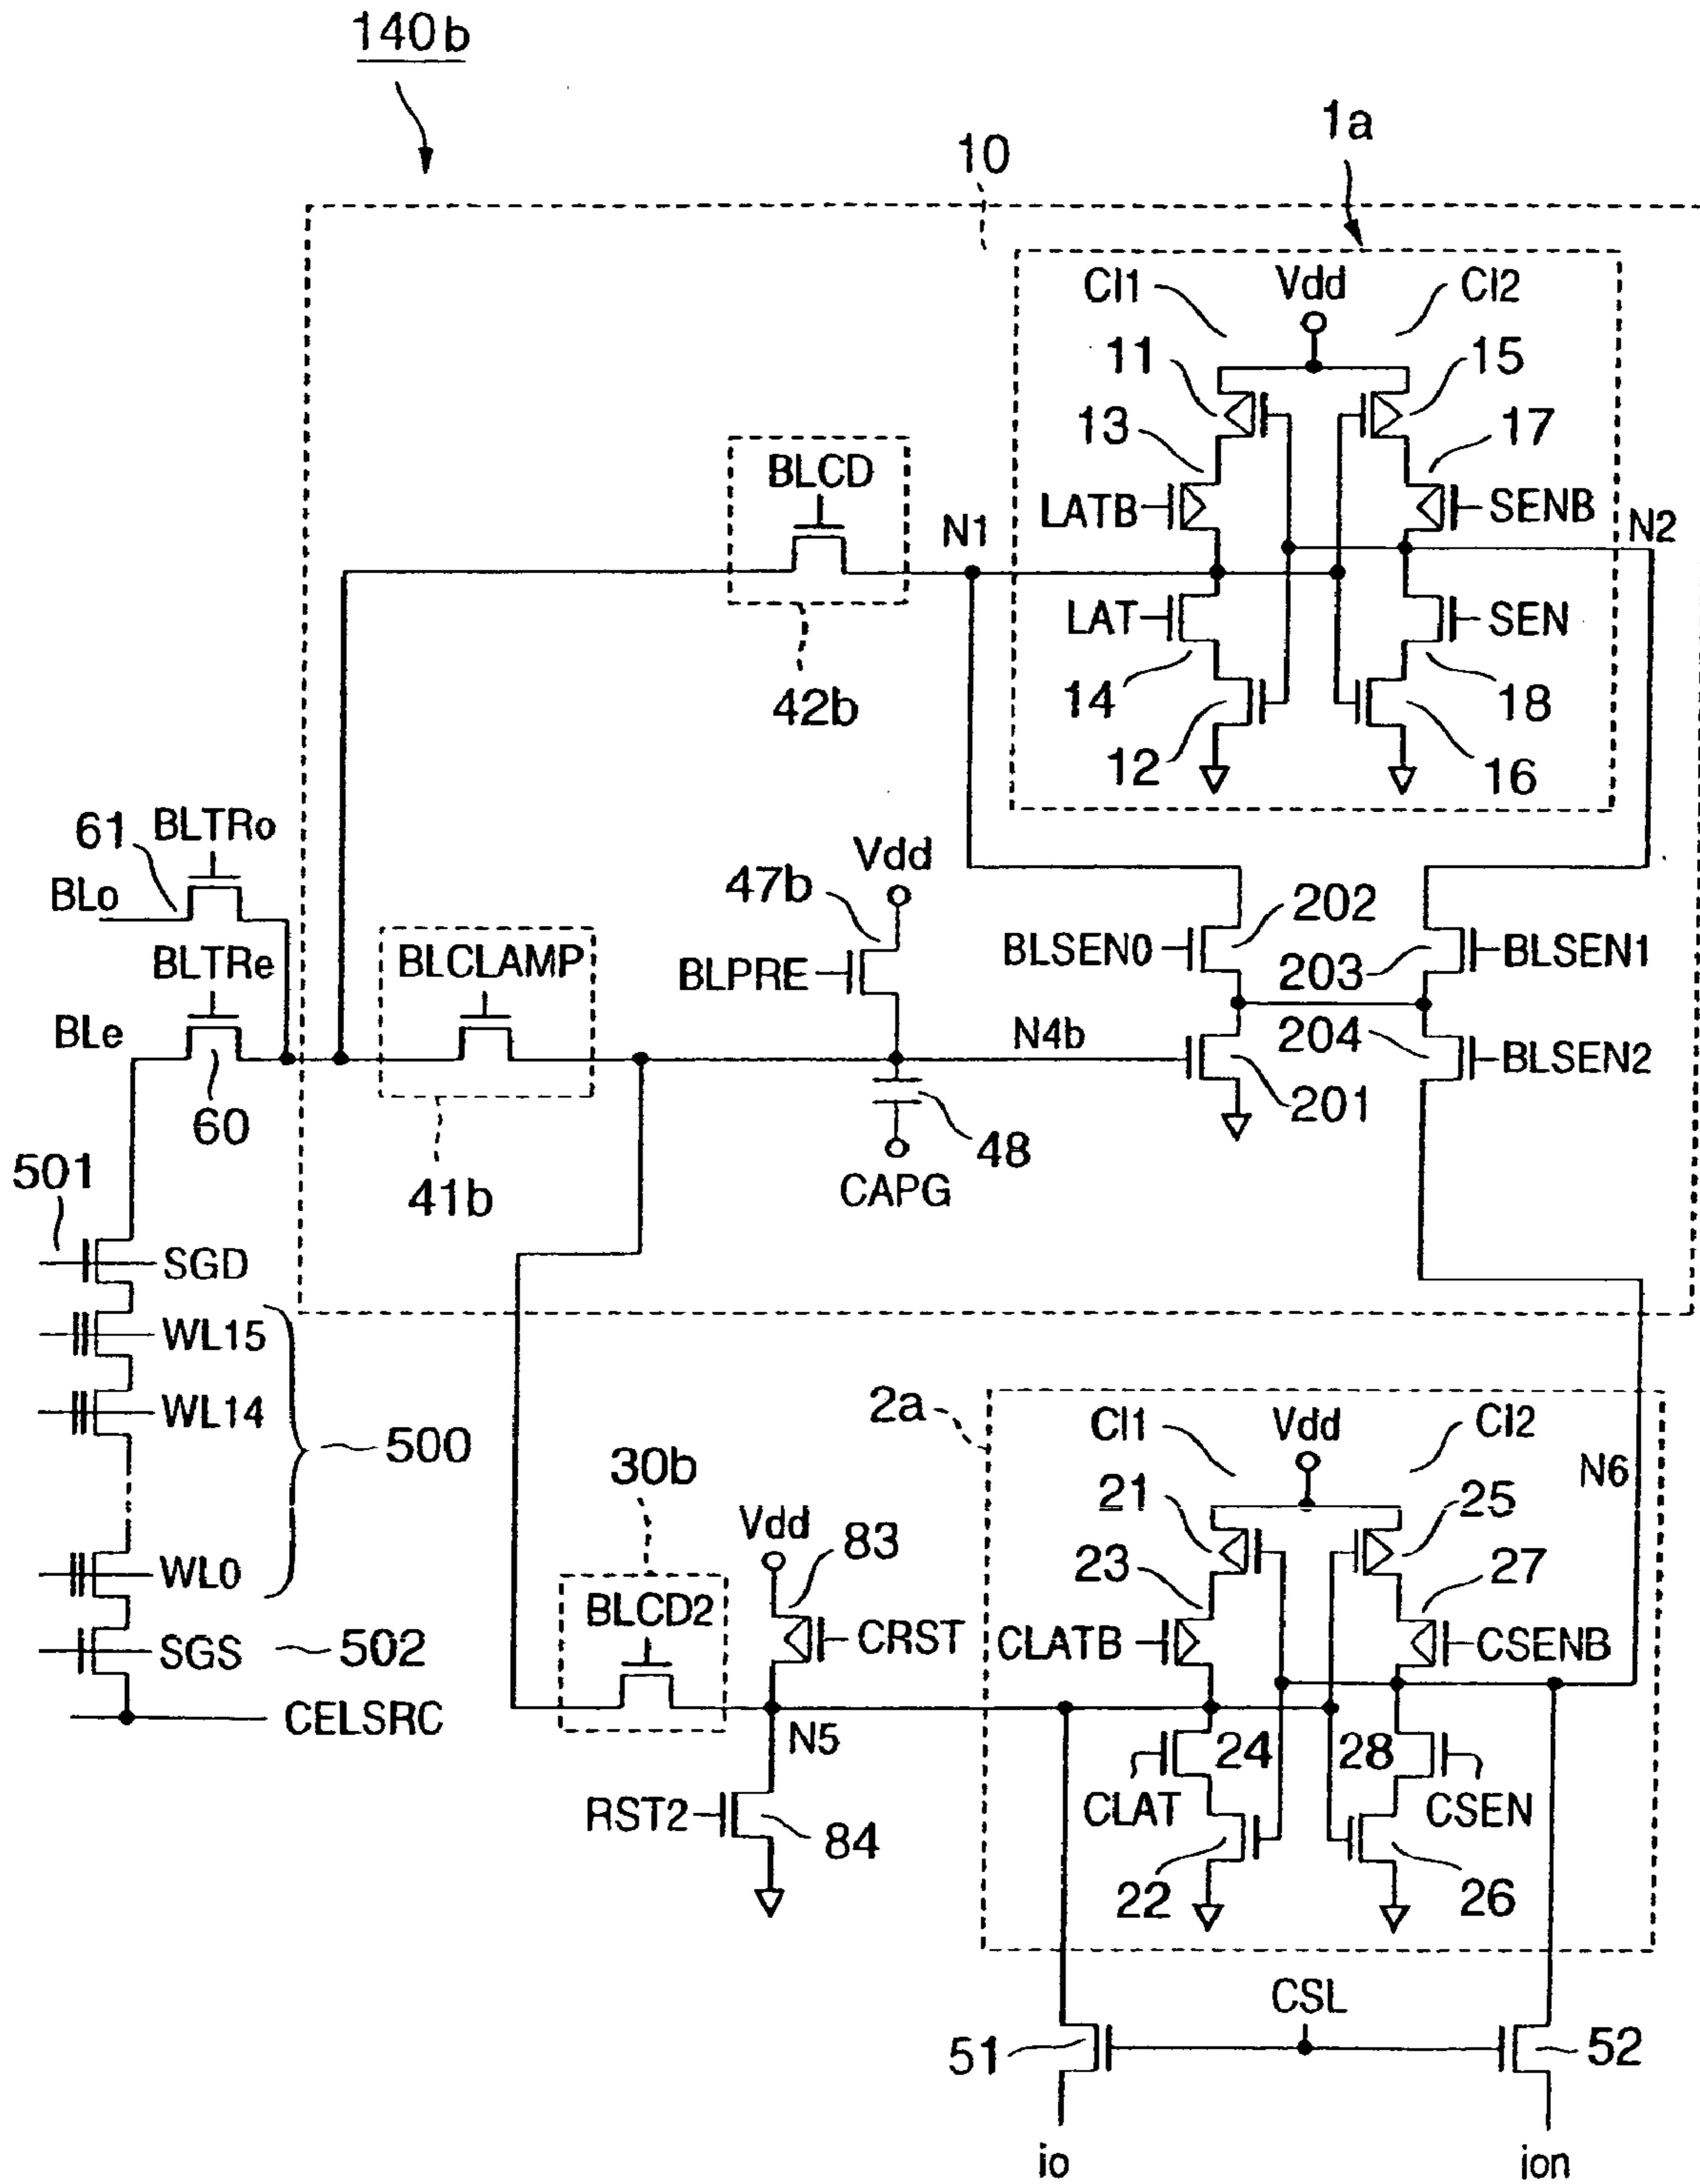 140b
1a
10
CI1 Vdd CI2
11 15
13 17
BLCD
LATB SENB
N1 N2
LAT SEN
42b
14 18
12 16
BLTRo
61
Vdd
BLo
47b 202
BLTRe
BLCLAMP
BLSEN0 BLSEN1
BLPRE
203
BLe
N4b
204
BLSEN2
60
201
48
501
41b
CAPG
SGD
WL15
WL14
2a
CI1 Vdd CI2
500
30b
N6
21 25
Vdd
83
23 27
WL0
BLCD2
CRST
CLATB CSENB
SGS 502
CELSRC
N5
24 28
RST2
84
CLAT CSEN
22 26
CSL
51 52
io ion